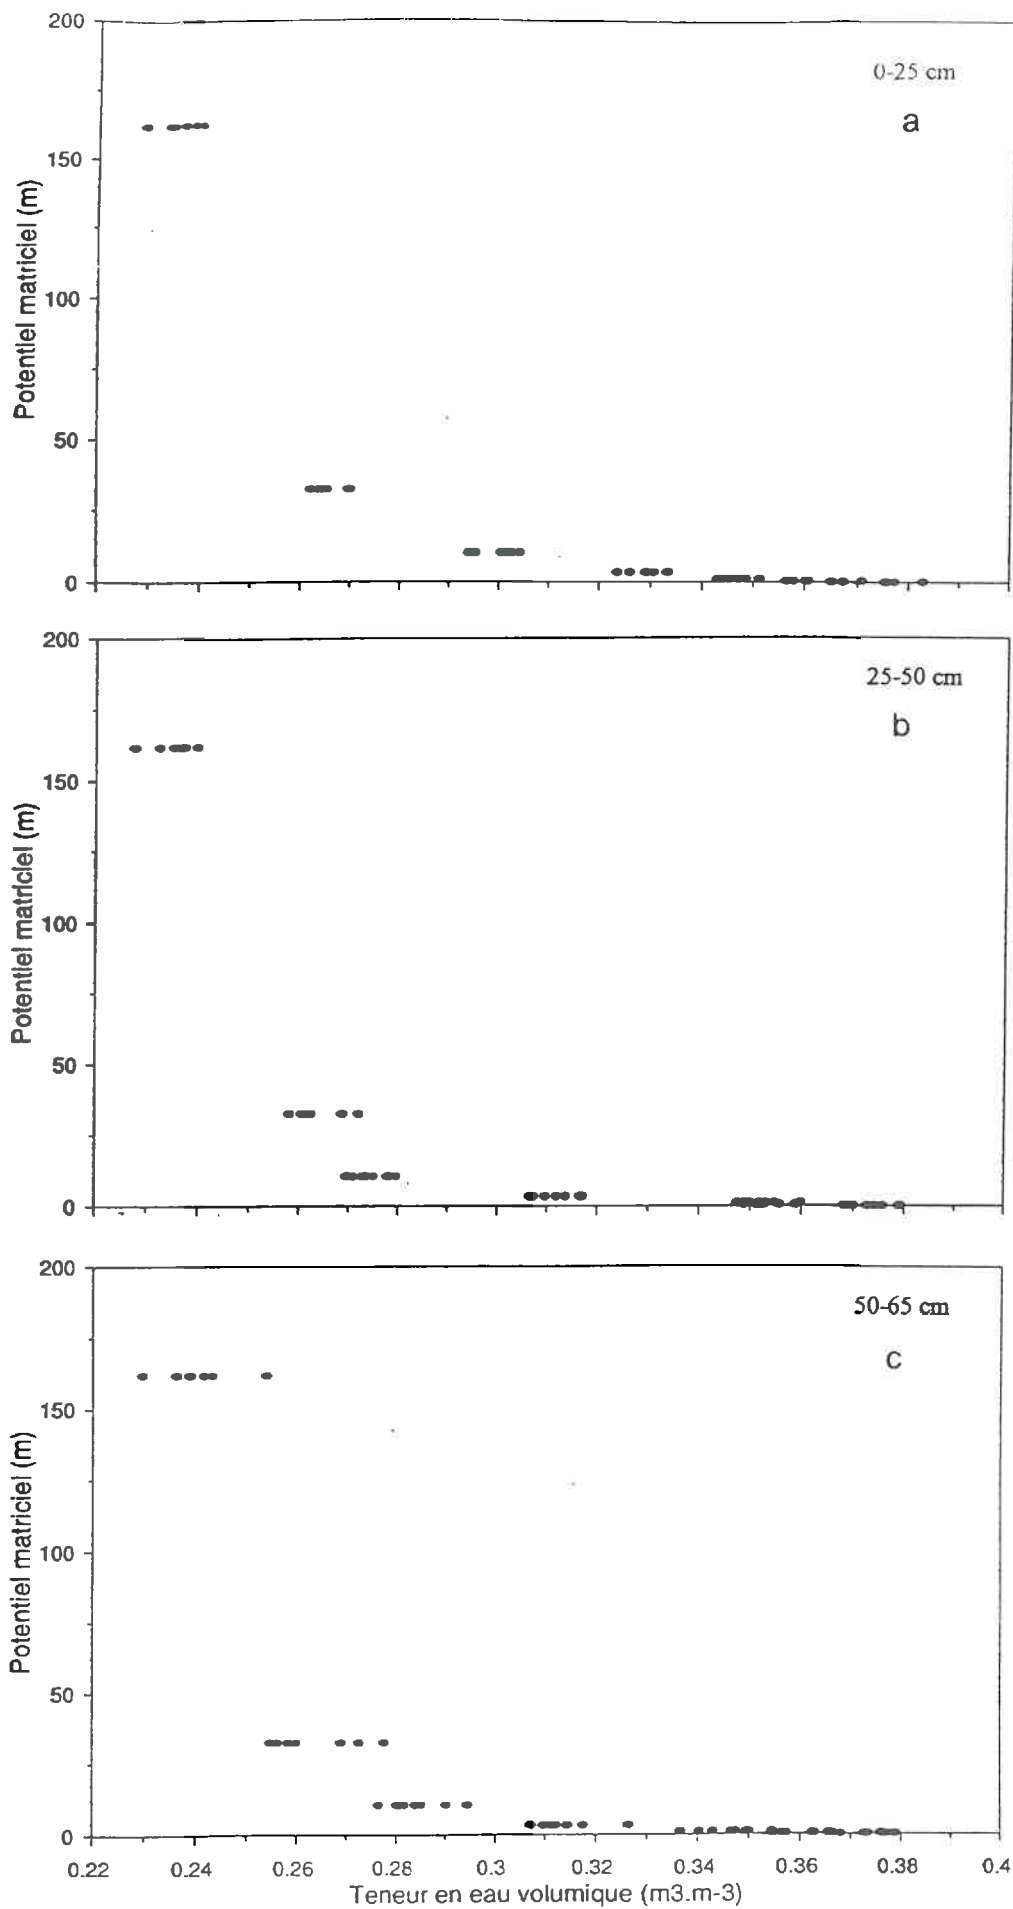 200
0-25 cm
a
150
100
50
0
Potentiel matriciel (m)
200
25-50 cm
b
150
100
50
0
Potentiel matriciel (m)
200
50-65 cm
c
150
100
50
0
Potentiel matriciel (m)
0.22 0.24 0.26 0.28 0.3 0.32 0.34 0.36 0.38 0.4
Teneur en eau volumique (m3.m-3)